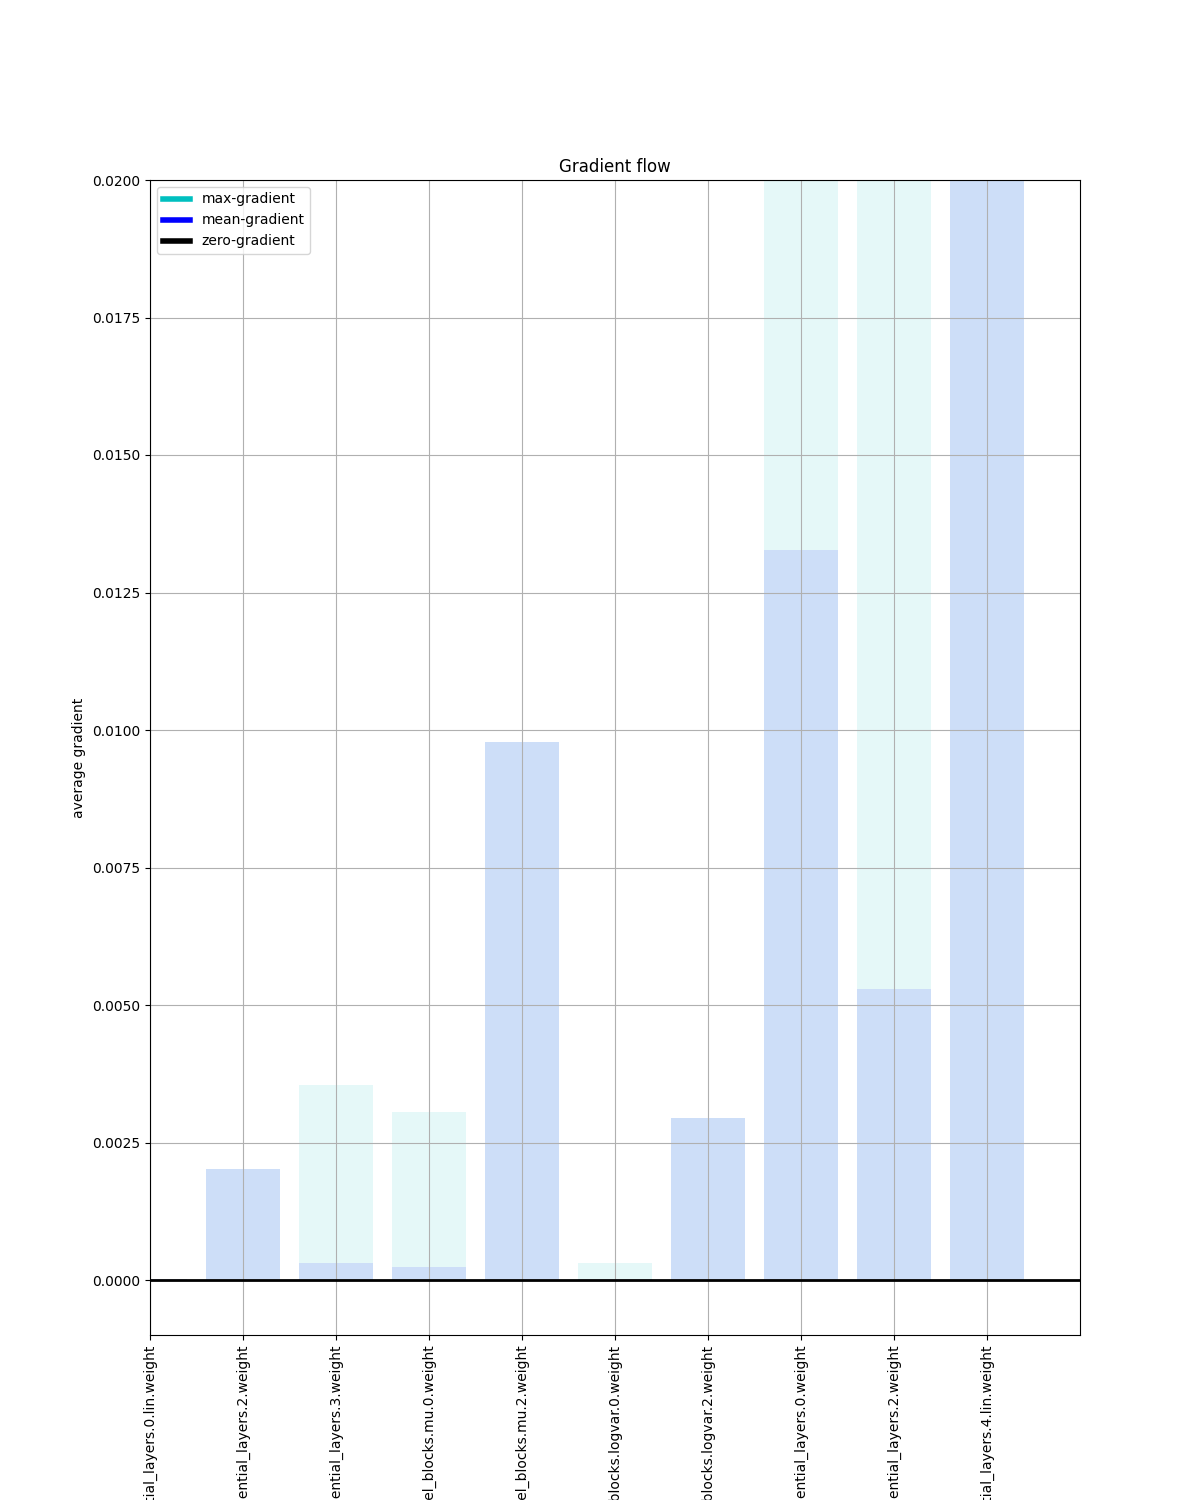 Gradient flow
max-gradient
mean-gradient
zero-gradient
0.0200
0.0175
0.0150
0.0125
0.0100
0.0075
0.0050
0.0025
0.0000
average gradient
tial_layers.0.lin.weight
ential_layers.2.weight
ential_layers.3.weight
el_blocks.mu.0.weight
el_blocks.mu.2.weight
blocks.logvar.0.weight
blocks.logvar.2.weight
ential_layers.0.weight
ential_layers.2.weight
tial_layers.4.lin.weight